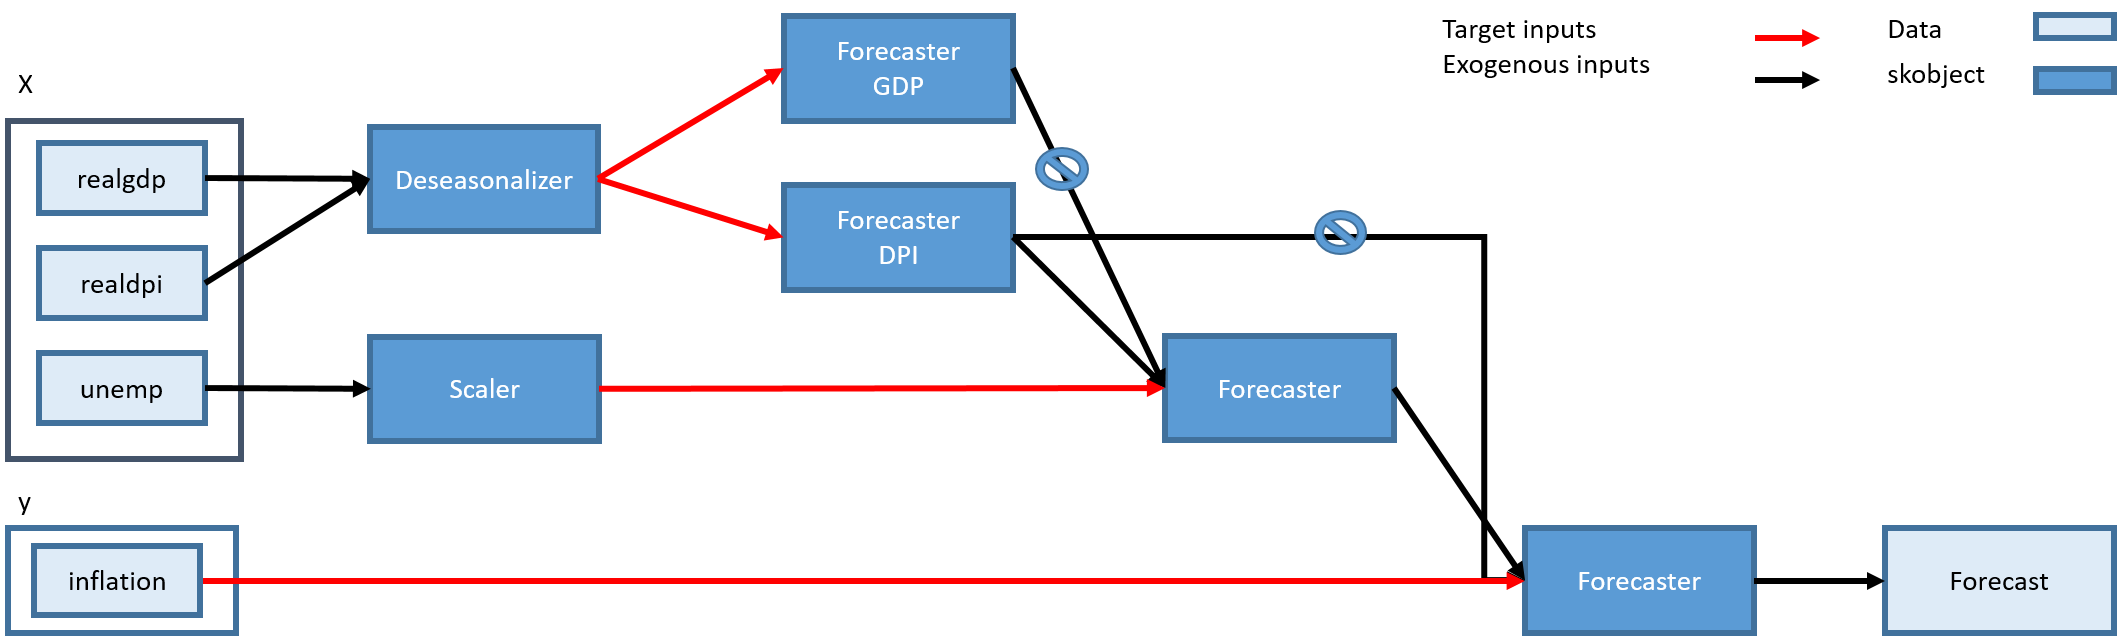 Target inputs
Exogenous inputs
Data
skobject
X
realgdp
realdpi
unemp
Deseasonalizer
Scaler
Forecaster
GDP
Forecaster
DPI
Forecaster
y
inflation
Forecaster
Forecast